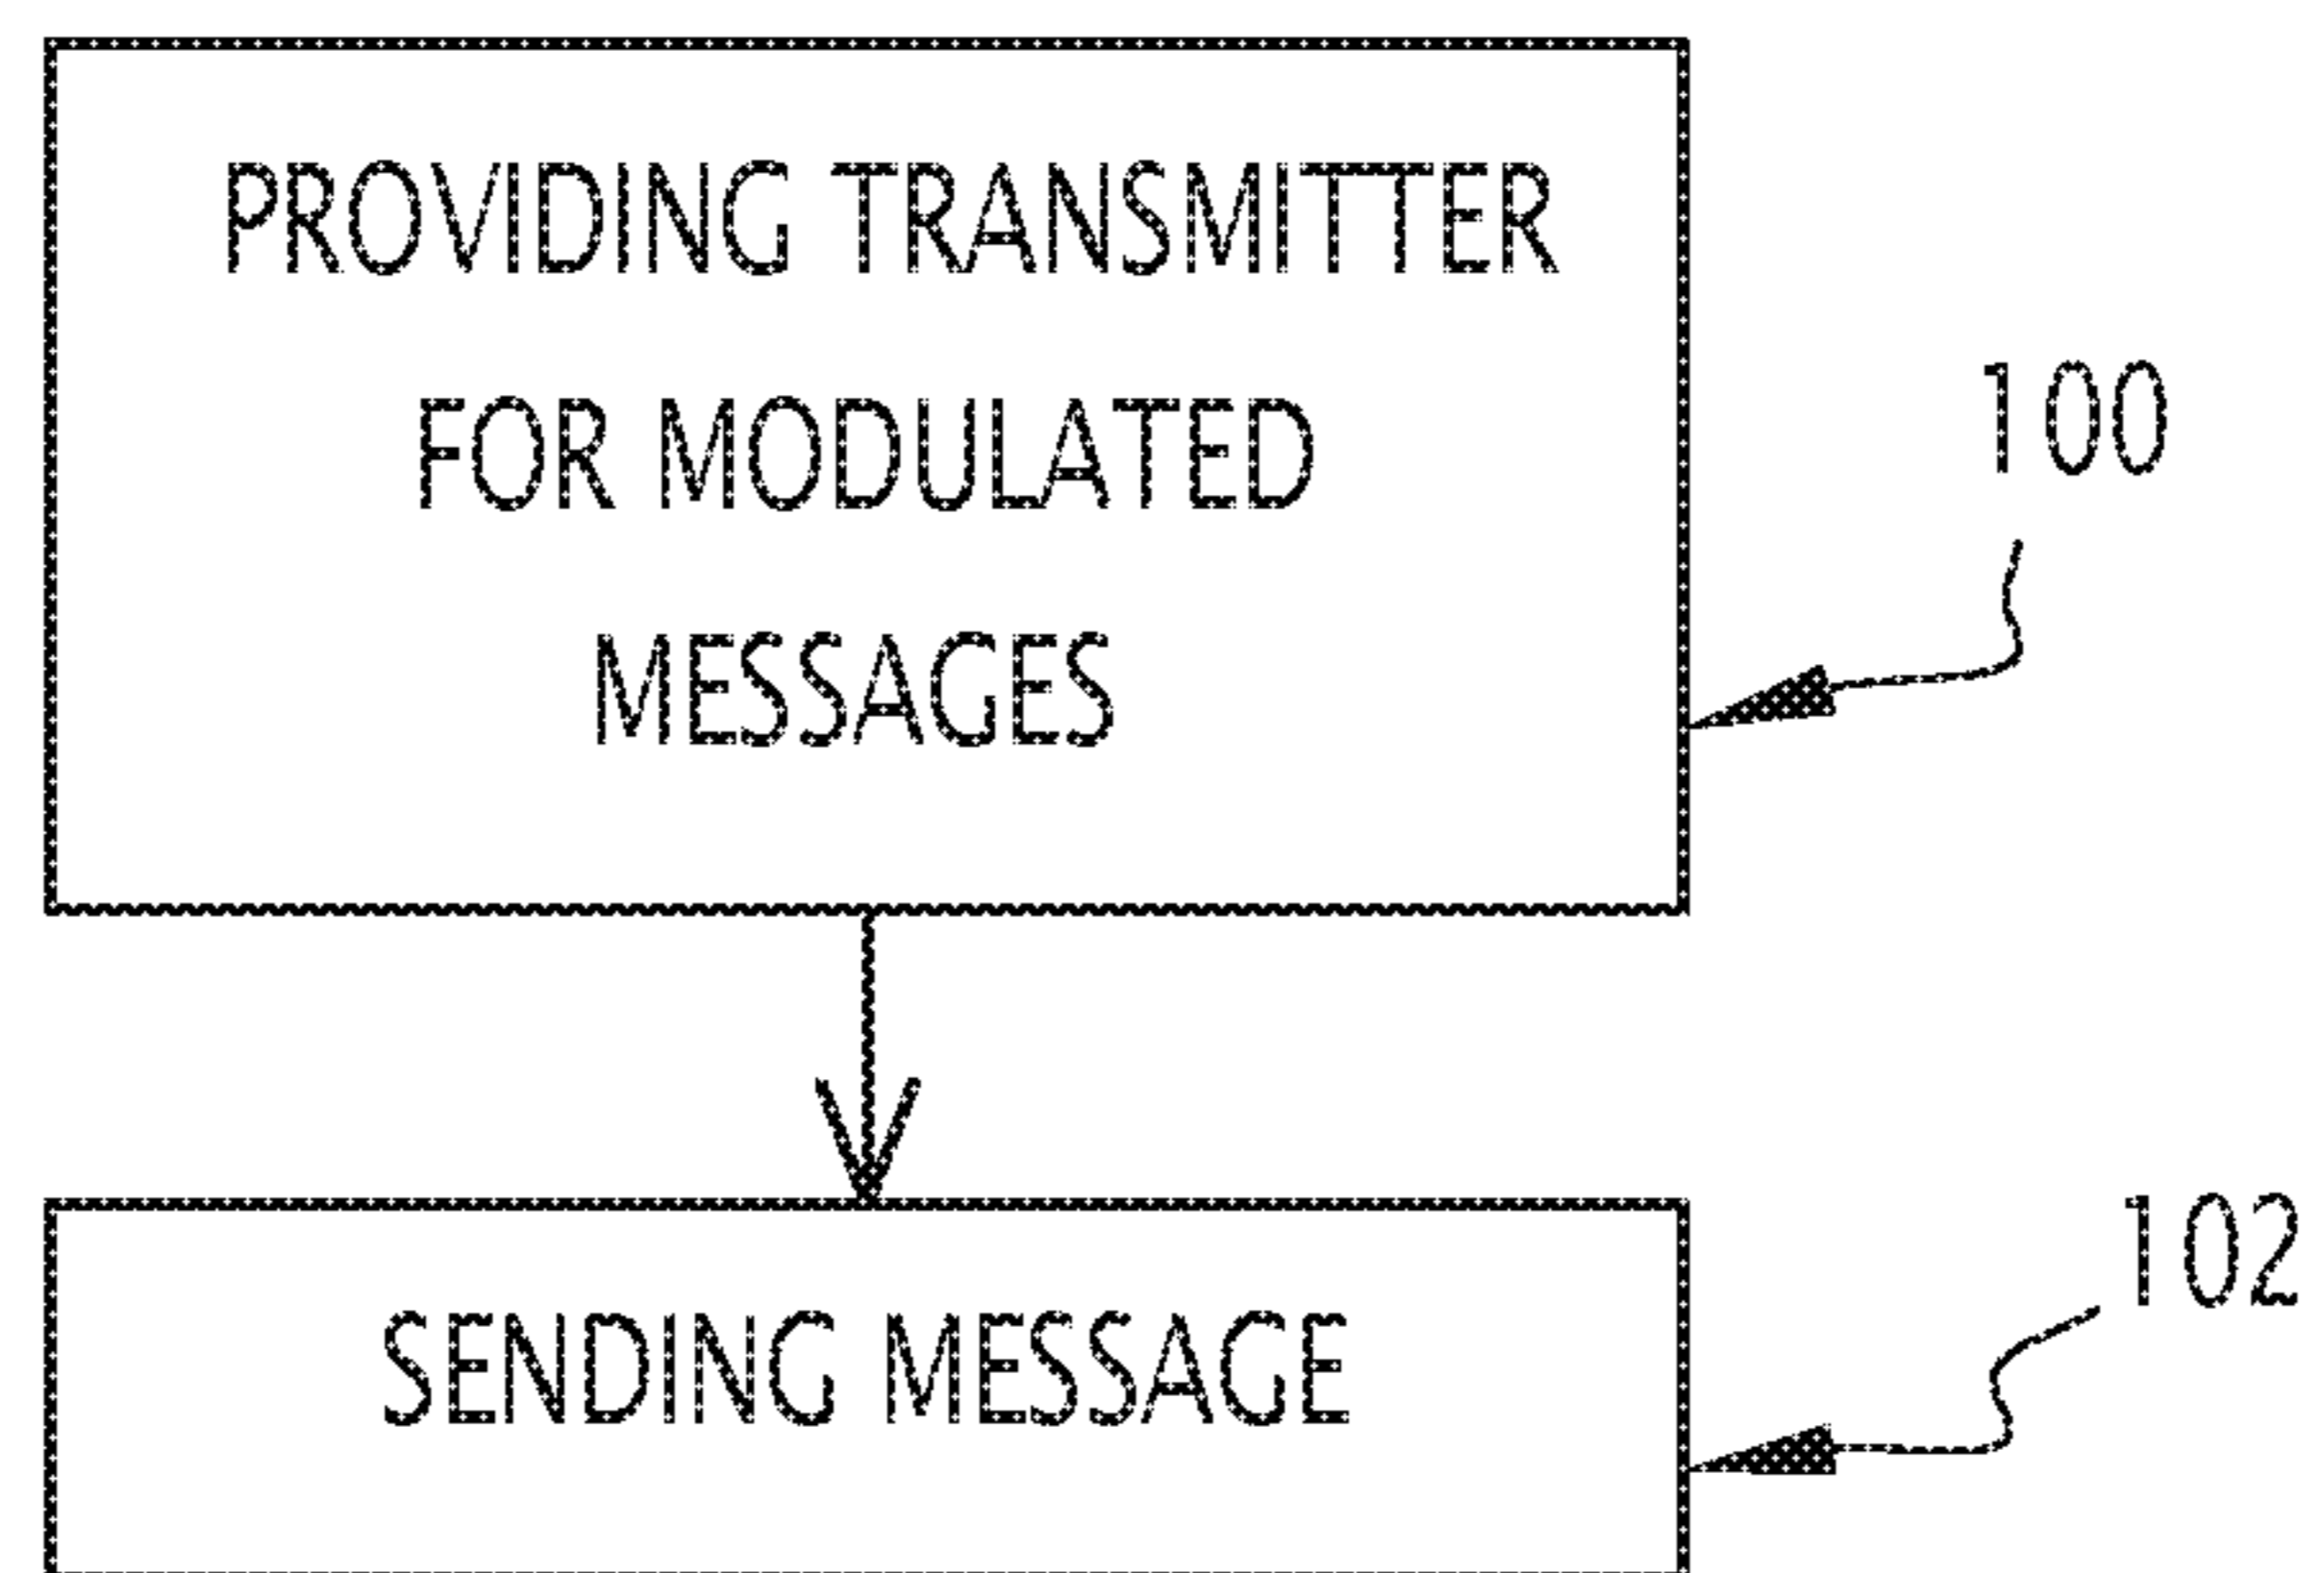 PROVIDING TRANSMITTER
FOR MODULATED
MESSAGES
100
SENDING MESSAGE
102